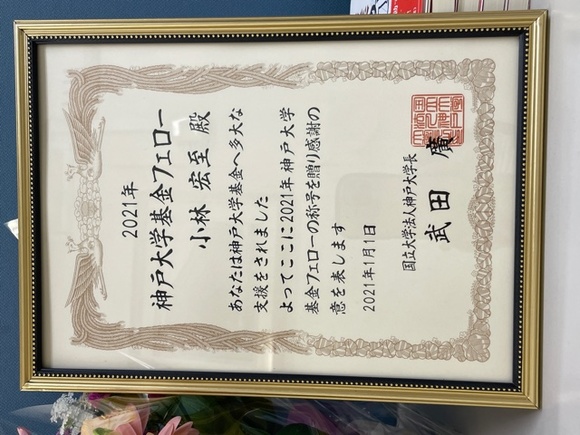 2021年
神戸大学基金フェロー
小林 宏至 殿
あなたは神戸大学基金へ多大な
支援をされました
よってここに2021年神戸大学
基金フェローの称号を贈り感謝の
意を表します
2021年1月1日
国立大学法人神戸大学長
武田 廣